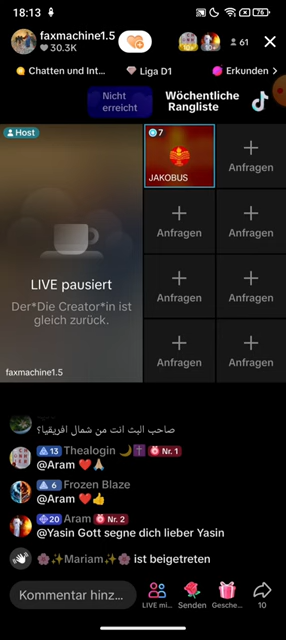 18:13
76
faxmachine1.5
30.3K
61
Chatten und Int...
Liga D1
Erkunden >
Nicht
erreicht
Wöchentliche
Rangliste
Host
7
JAKOBUS
Anfragen
Anfragen
Anfragen
Anfragen
Anfragen
Anfragen
Anfragen
LIVE pausiert
Der*Die Creator*in ist
gleich zurück.
faxmachine1.5
صاحب البث انت من شمال افريقيا؟
13 Thealogin Nr. 1
@Aram
6 Frozen Blaze
@Aram
20 Aram Nr. 2
@Yasin Gott segne dich lieber Yasin
Mariam ist beigetreten
Kommentar hinz...
LIVE mi...
Senden
Gesche...
10